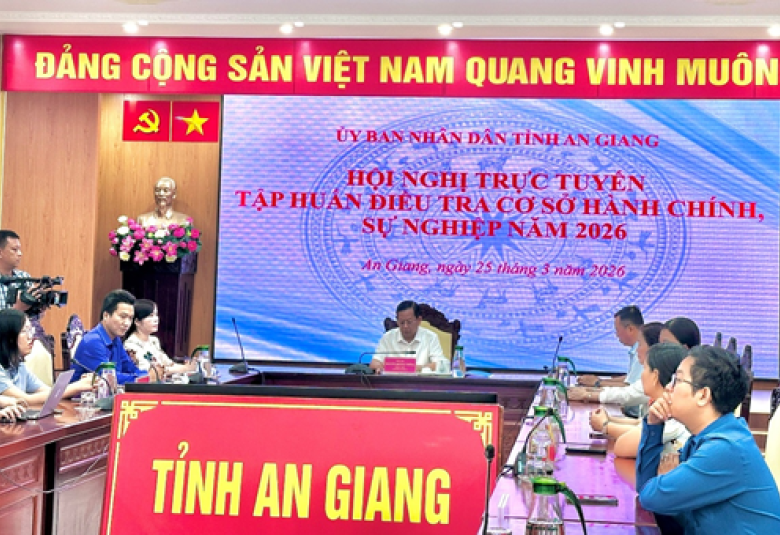 ĐẢNG CỘNG SẢN VIỆT NAM QUANG VINH MUÔN
ỦY BAN NHÂN DÂN TỈNH AN GIANG
HỘI NGHỊ TRỰC TUYẾN
TẬP HUẤN ĐIỀU TRA CƠ SỞ HÀNH CHÍNH,
SỰ NGHIỆP NĂM 2026
An Giang, ngày 25 tháng 3 năm 2026
TỈNH AN GIANG